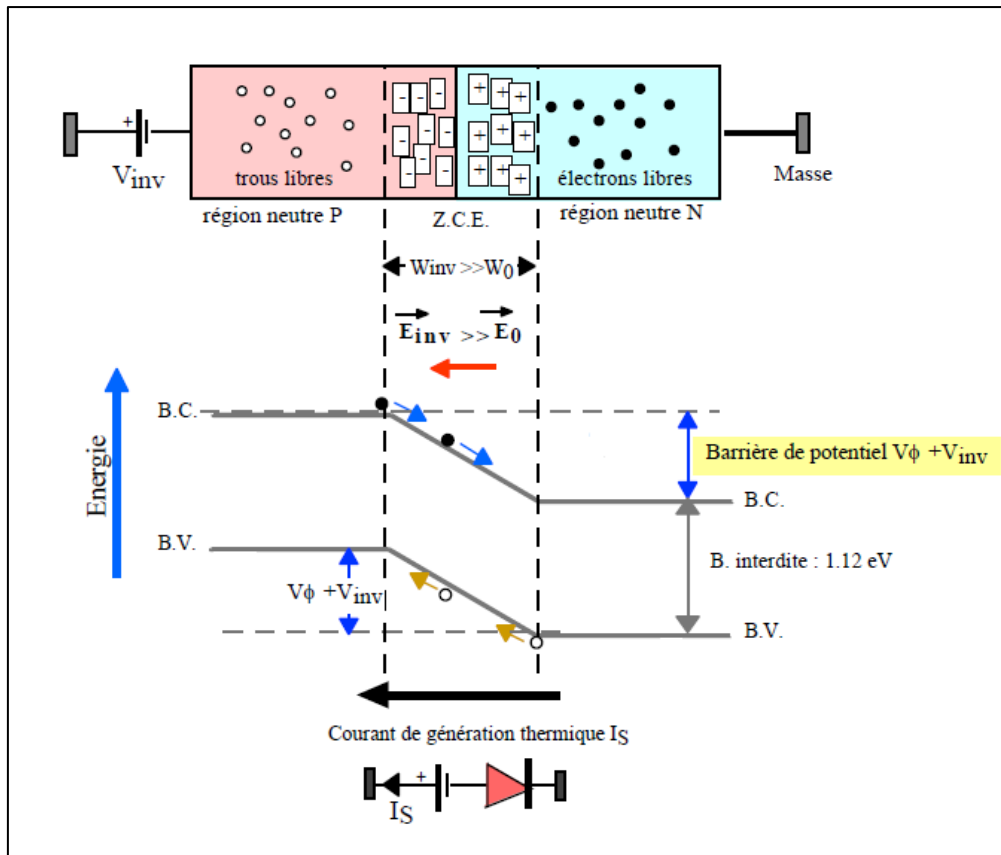 +
Vinv
trous libres
- - - - - - - - - -
+ + + + + + + + +
électrons libres
Masse
région neutre P
Z.C.E.
région neutre N
Winv >>W0
Einv >> E0
Energie
B.C.
Barrière de potentiel Vϕ +Vinv
B.C.
B.V.
Vϕ +Vinv
B. interdite : 1.12 eV
B.V.
Courant de génération thermique IS
+
IS